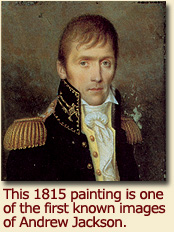 This 1815 painting is one
of the first known images
of Andrew Jackson.